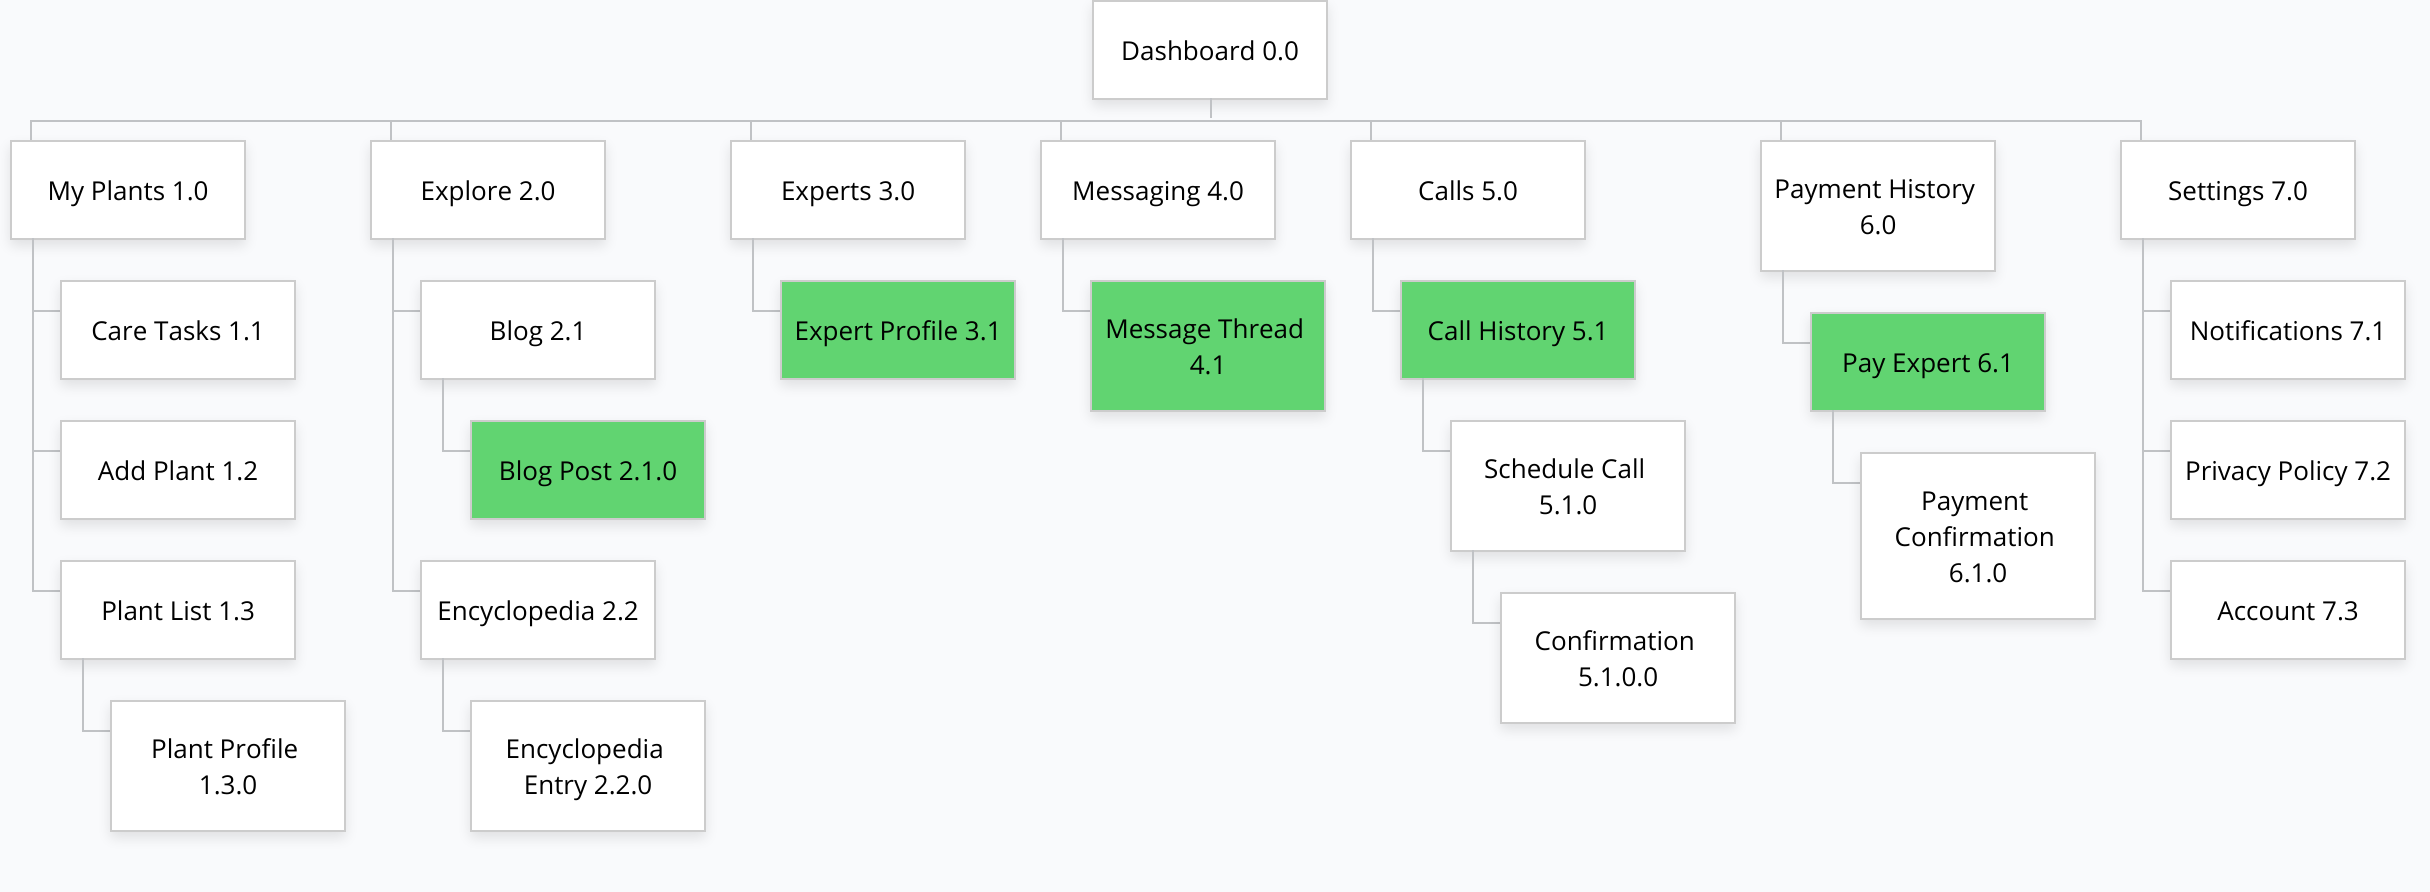 Dashboard 0.0
My Plants 1.0
Care Tasks 1.1
Add Plant 1.2
Plant List 1.3
Plant Profile
1.3.0
Explore 2.0
Blog 2.1
Blog Post 2.1.0
Encyclopedia 2.2
Encyclopedia
Entry 2.2.0
Experts 3.0
Expert Profile 3.1
Messaging 4.0
Message Thread
4.1
Calls 5.0
Call History 5.1
Schedule Call
5.1.0
Confirmation
5.1.0.0
Payment History
6.0
Pay Expert 6.1
Payment
Confirmation
6.1.0
Settings 7.0
Notifications 7.1
Privacy Policy 7.2
Account 7.3